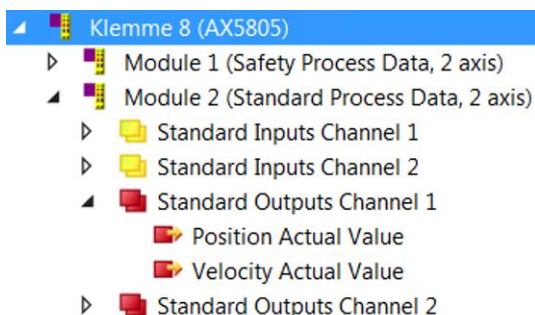 Klemme 8 (AX5805)
Module 1 (Safety Process Data, 2 axis)
Module 2 (Standard Process Data, 2 axis)
Standard Inputs Channel 1
Standard Inputs Channel 2
Standard Outputs Channel 1
Position Actual Value
Velocity Actual Value
Standard Outputs Channel 2